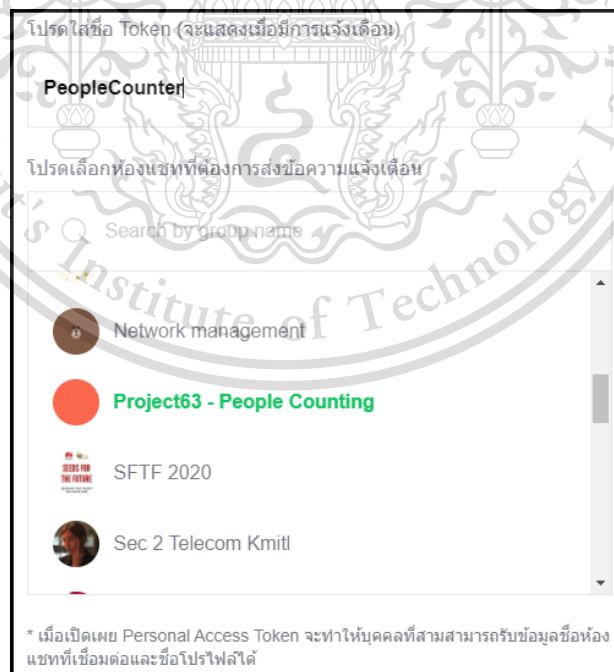 โปรดใส่ชื่อ Token (จะแสดงเมื่อมีการแจ้งเตือน)
PeopleCounter
โปรดเลือกห้องแชทที่ต้องการส่งข้อความแจ้งเตือน
Search by group name
Institute of Technology
Network management
Project63 - People Counting
SEEDS FOR
THE FUTURE
SFTF 2020
Sec 2 Telecom Kmitl
* เมื่อเปิดเผย Personal Access Token จะทำให้บุคคลที่สามสามารถรับข้อมูลชื่อห้อง
แชทที่เชื่อมต่อและชื่อโปรไฟล์ได้